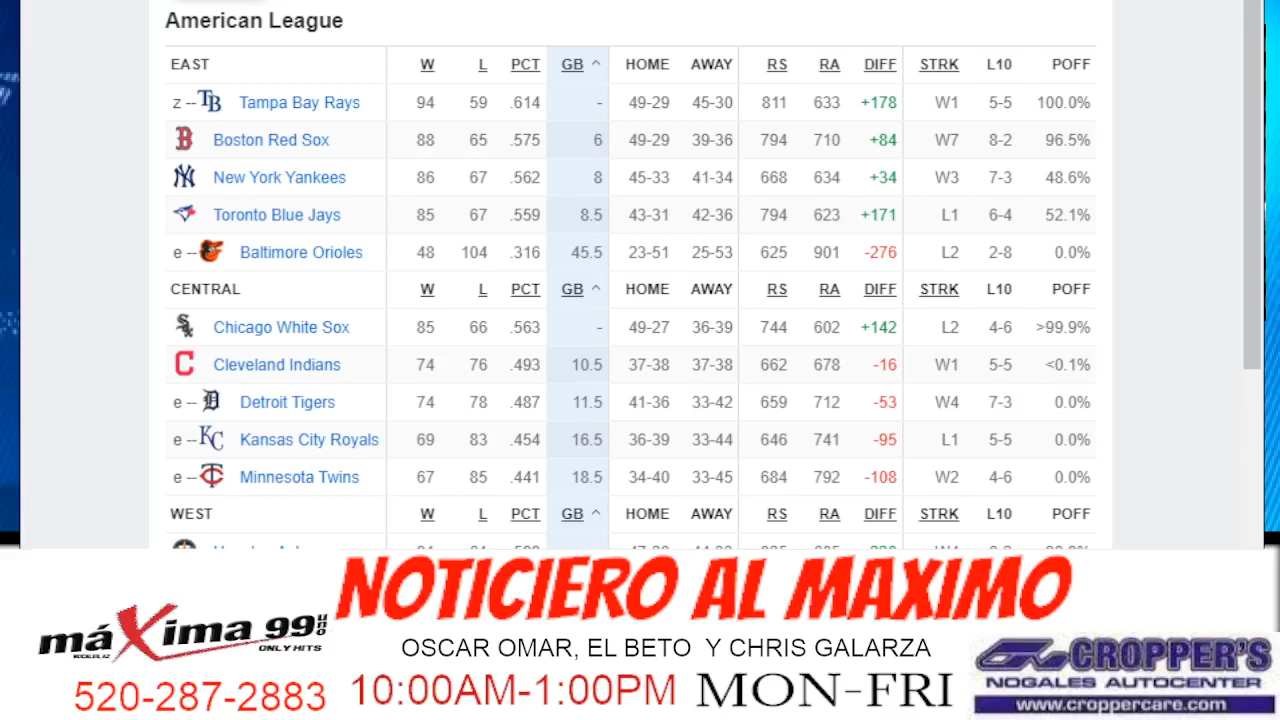 American League
EAST W L PCT GB HOME AWAY RS RA DIFF STRK L10 POFF
z -- Tampa Bay Rays 94 59 .614 - 49-29 45-30 811 633 +178 W1 5-5 100.0%
Boston Red Sox 88 65 .575 6 49-29 39-36 794 710 +84 W7 8-2 96.5%
New York Yankees 86 67 .562 8 45-33 41-34 668 634 +34 W3 7-3 48.6%
Toronto Blue Jays 85 67 .559 8.5 43-31 42-36 794 623 +171 L1 6-4 52.1%
e -- Baltimore Orioles 48 104 .316 45.5 23-51 25-53 625 901 -276 L2 2-8 0.0%
CENTRAL W L PCT GB HOME AWAY RS RA DIFF STRK L10 POFF
Chicago White Sox 85 66 .563 - 49-27 36-39 744 602 +142 L2 4-6 >99.9%
Cleveland Indians 74 76 .493 10.5 37-38 37-38 662 678 -16 W1 5-5 <0.1%
e -- Detroit Tigers 74 78 .487 11.5 41-36 33-42 659 712 -53 W4 7-3 0.0%
e -- Kansas City Royals 69 83 .454 16.5 36-39 33-44 646 741 -95 L1 5-5 0.0%
e -- Minnesota Twins 67 85 .441 18.5 34-40 33-45 684 792 -108 W2 4-6 0.0%
WEST W L PCT GB HOME AWAY RS RA DIFF STRK L10 POFF
NOTICIERO AL MAXIMO
máXima 99 UNO
ONLY HITS
NOGALES, AZ
OSCAR OMAR, EL BETO Y CHRIS GALARZA
520-287-2883 10:00AM-1:00PM MON-FRI
CROPPER'S
NOGALES AUTOCENTER
www.croppercare.com